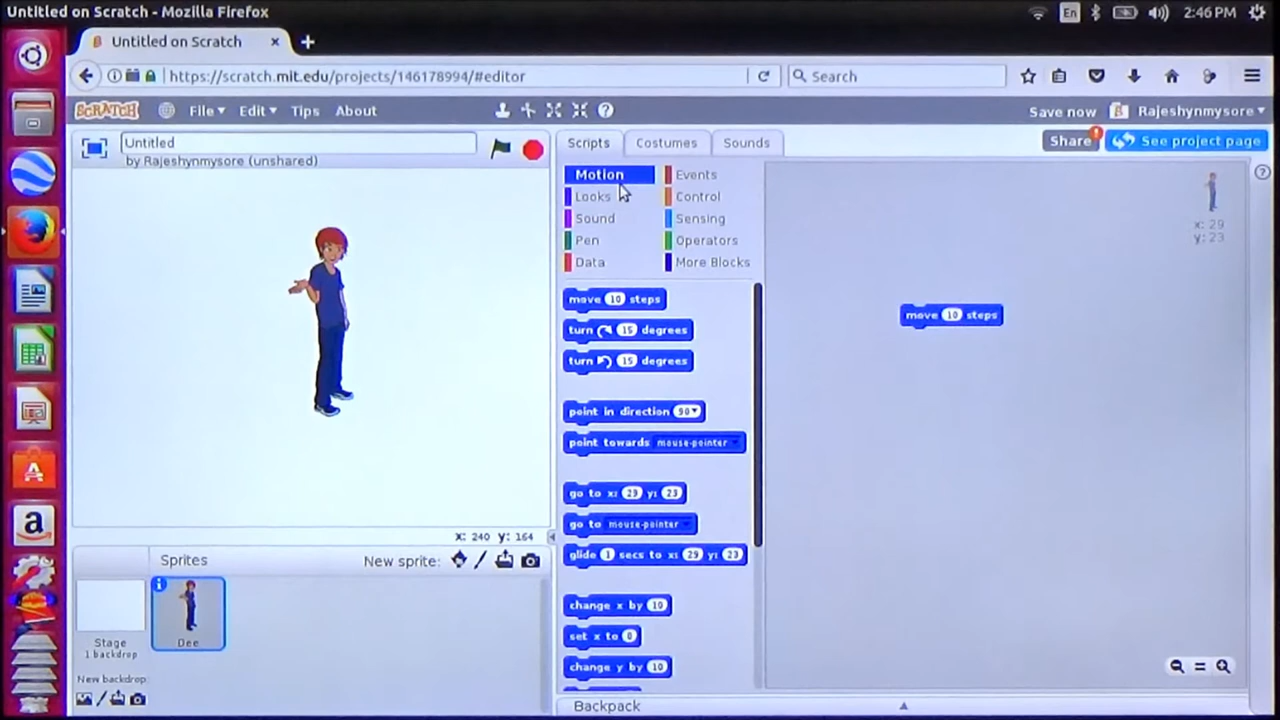 Untitled on Scratch - Mozilla Firefox
En
2:46 PM
Untitled on Scratch
https://scratch.mit.edu/projects/146178994/#editor
Search
SCRATCH
File
Edit
Tips
About
Save now
Rajeshynmysore
Untitled
by Rajeshynmysore (unshared)
Scripts
Costumes
Sounds
Share
See project page
Motion
Events
Looks
Control
Sound
Sensing
Pen
Operators
Data
More Blocks
x: 29
y: 23
move 10 steps
turn 15 degrees
turn 15 degrees
point in direction 90
point towards mouse-pointer
go to x: 29 y: 23
go to mouse-pointer
glide 1 secs to x: 29 y: 23
change x by 10
set x to 0
change y by 10
move 10 steps
x: 240 y: 164
Sprites
New sprite:
Stage
1 backdrop
Dee
New backdrop:
Backpack